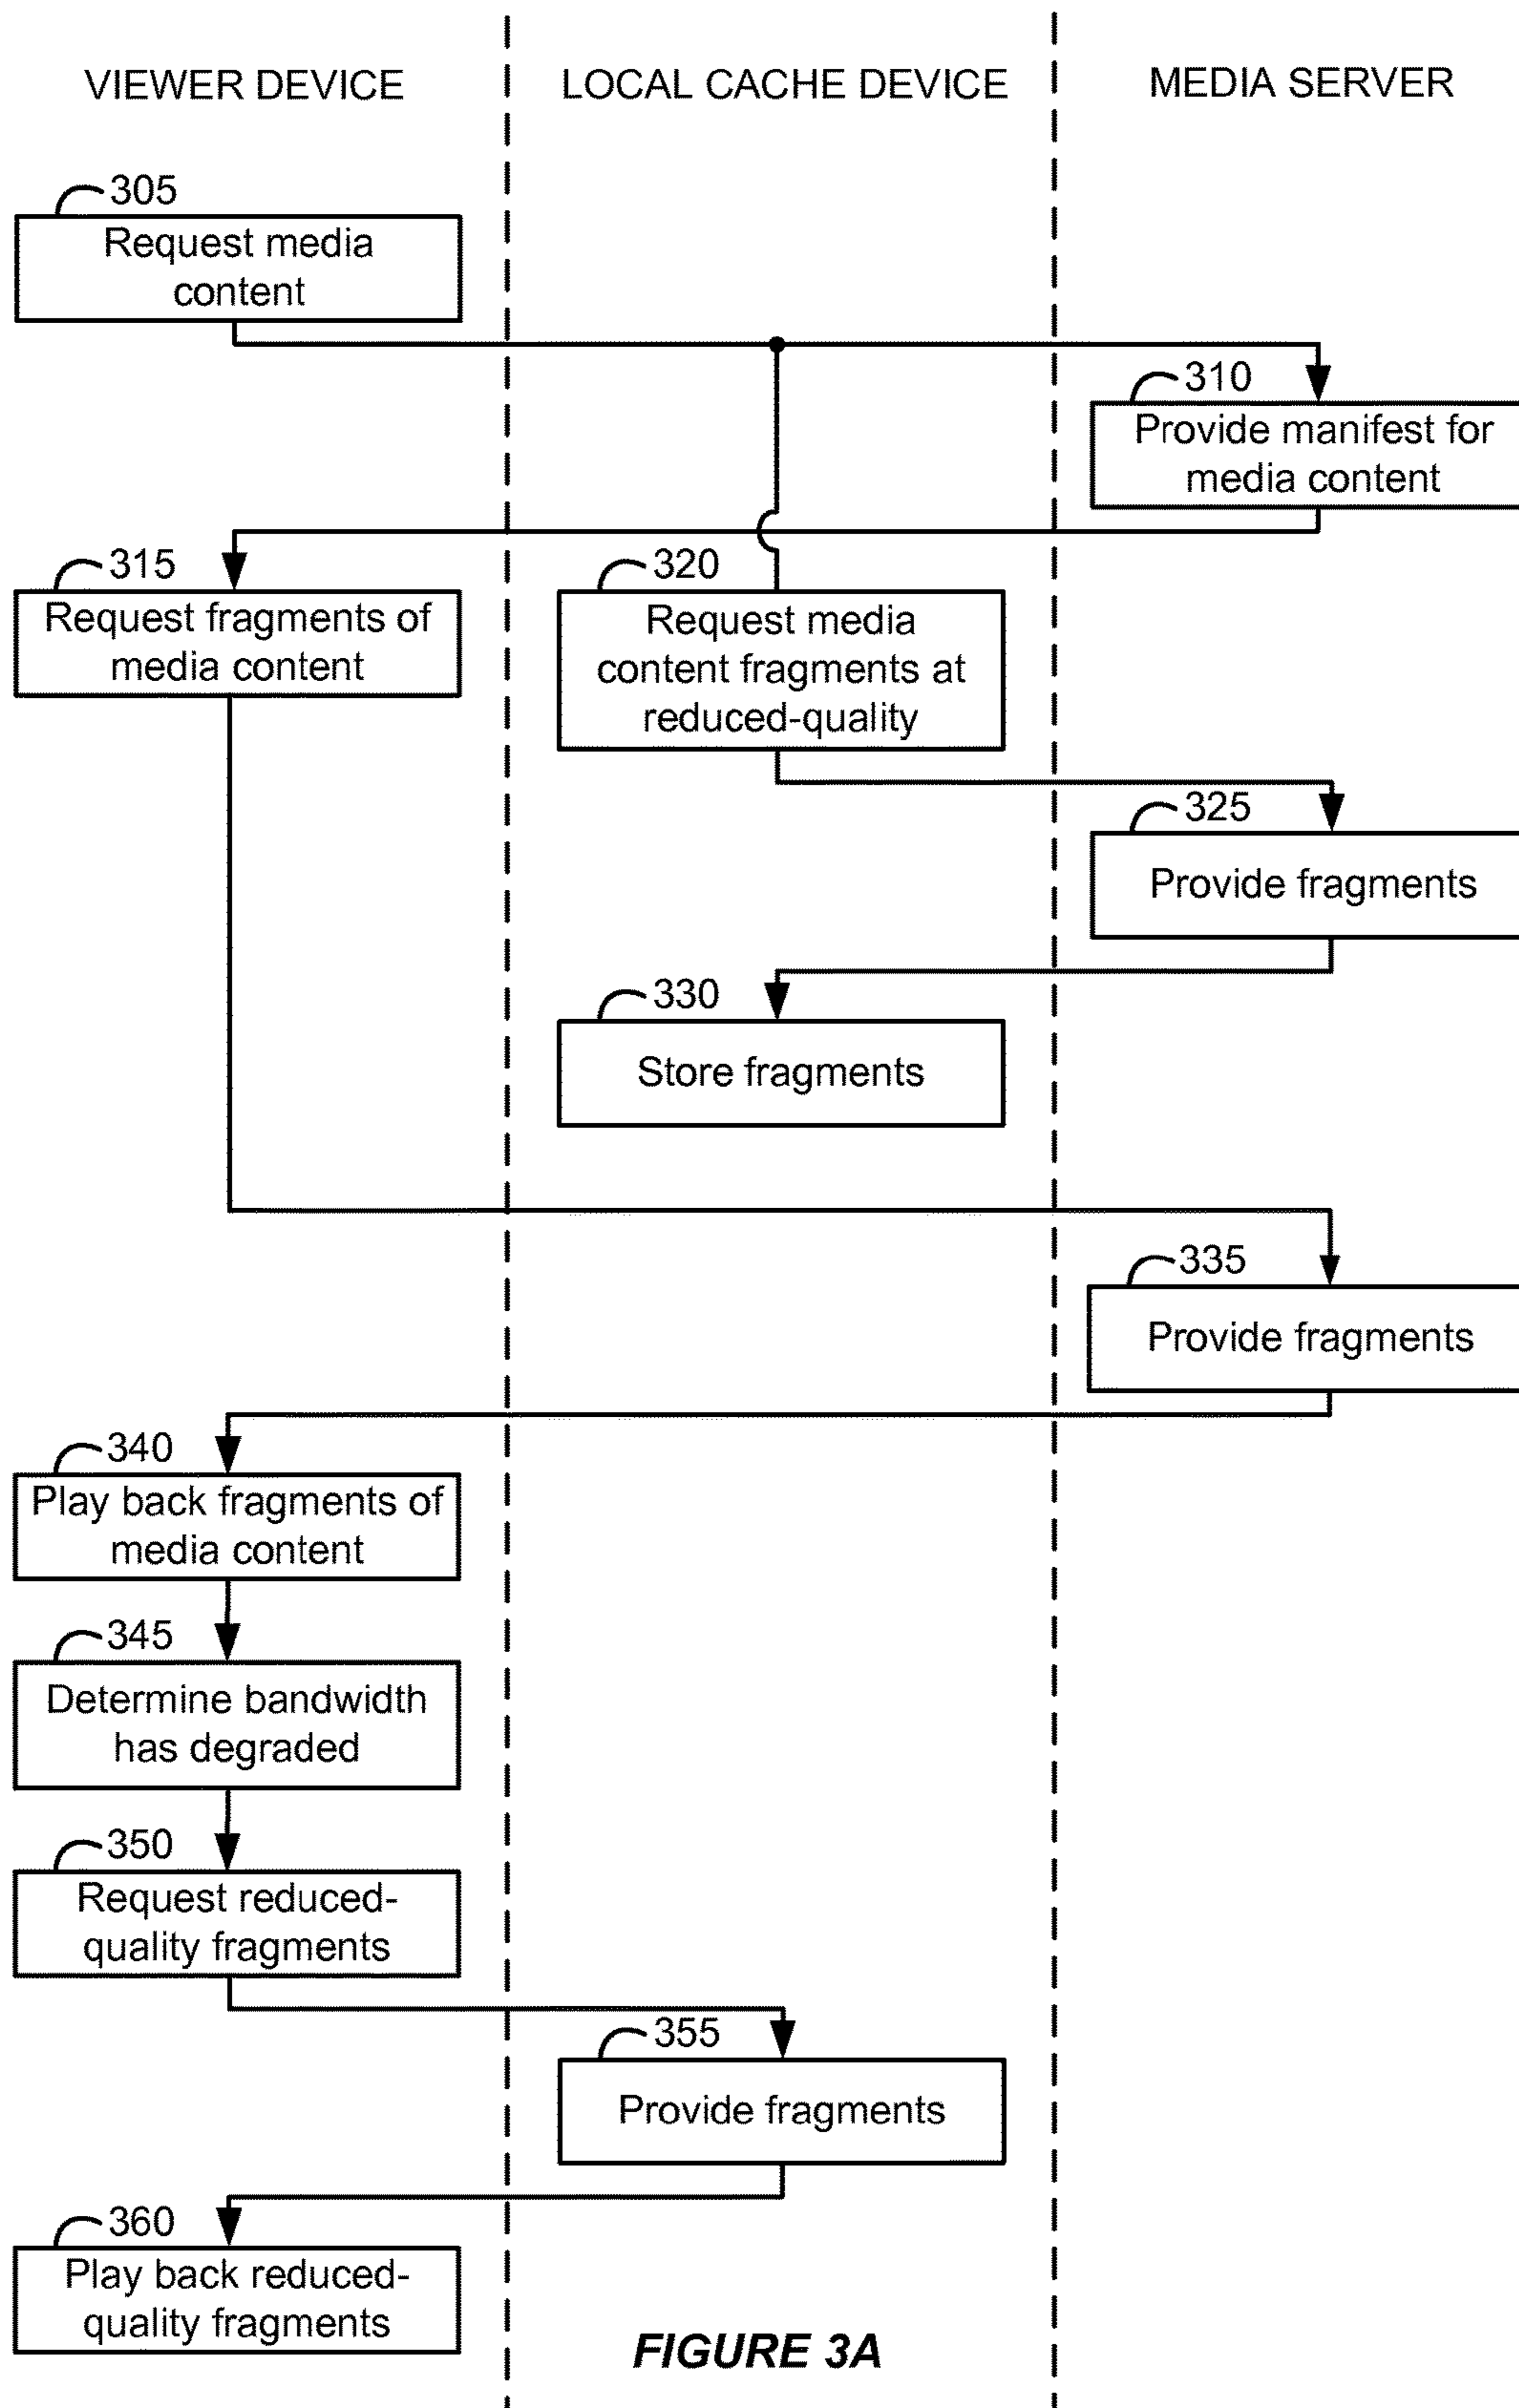 VIEWER DEVICE
LOCAL CACHE DEVICE
MEDIA SERVER
305
Request media
content
310
Provide manifest for
media content
315
Request fragments of
media content
320
Request media
content fragments at
reduced-quality
325
Provide fragments
330
Store fragments
335
Provide fragments
340
Play back fragments of
media content
345
Determine bandwidth
has degraded
350
Request reduced-
quality fragments
355
Provide fragments
360
Play back reduced-
quality fragments
FIGURE 3A